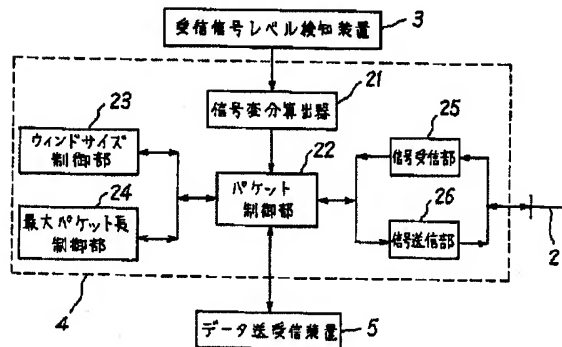 受信信号レベル検知装置
3
21
信号変分算出器
23
ウィンドサイズ
制御部
22
パケット
制御部
25
信号受信部
24
最大パケット長
制御部
26
信号送信部
2
4
データ送受信装置
5